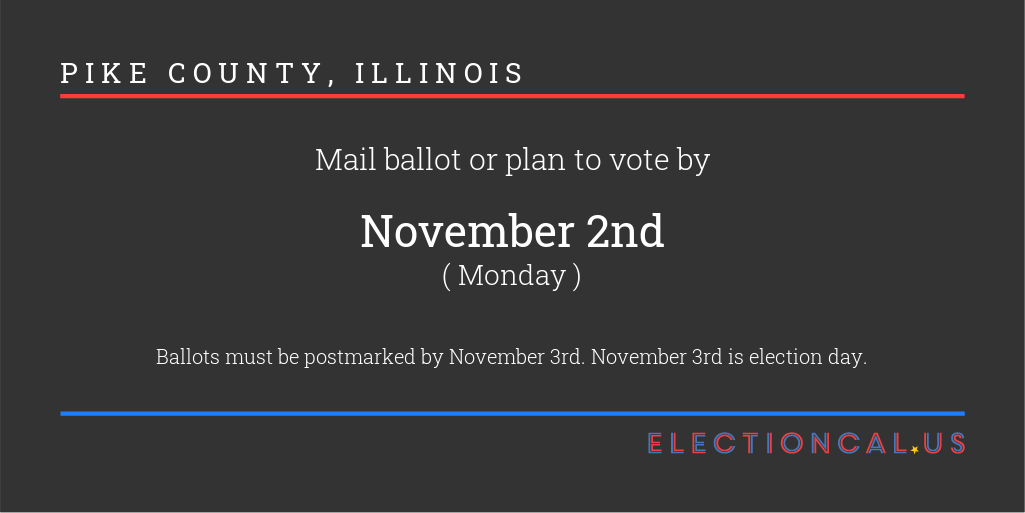 PIKE COUNTY, ILLINOIS
Mail ballot or plan to vote by
November 2nd
( Monday )
Ballots must be postmarked by November 3rd. November 3rd is election day.
ELECTIONCAL.US